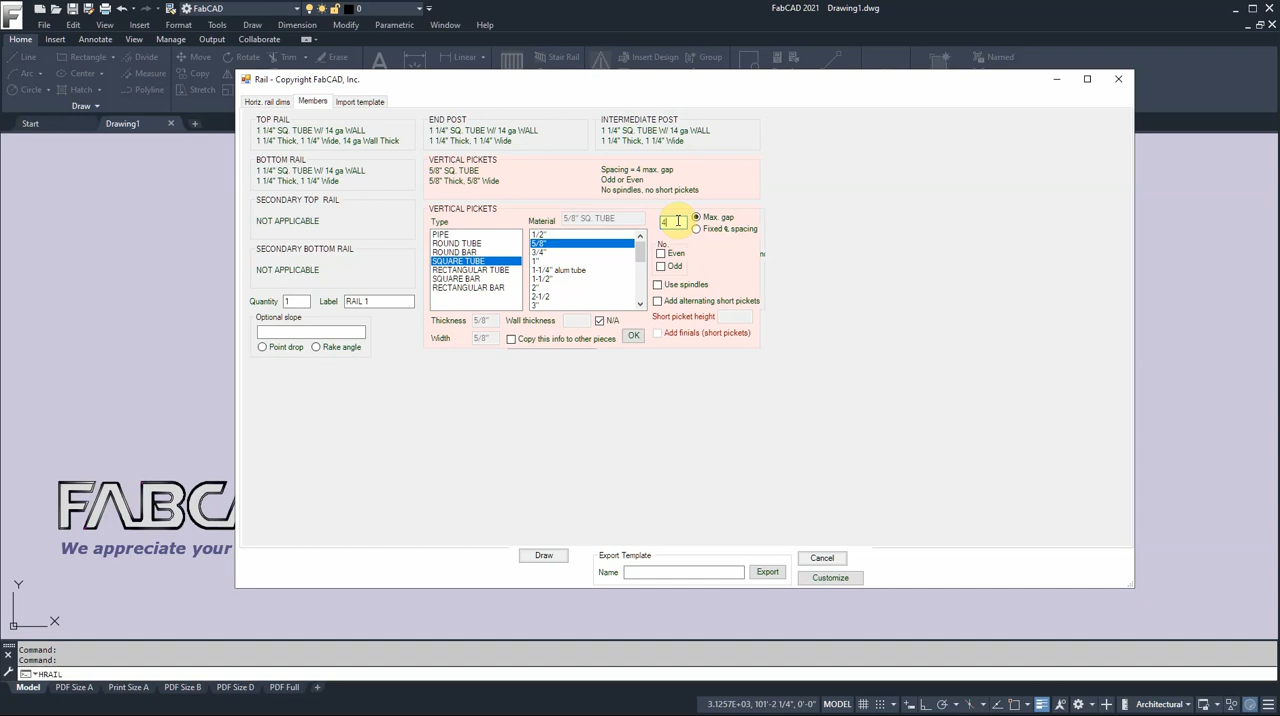 FabCAD
0
FabCAD 2021 Drawing1.dwg
File Edit View Insert Format Tools Draw Dimension Modify Parametric Window Express
Home Insert Annotate View Manage Output Collaborate
Line Rectangle Divide Move Rotate Trim Erase Linear Stair Rail Insert Design Group Named
Arc Center Measure Copy
Circle Hatch Polyline Stretch
Draw
Start Drawing1
Rail - Copyright FabCAD, Inc.
Horiz. rail dims Members Import template
TOP RAIL
1 1/4" SQ. TUBE W/ 14 ga WALL
1 1/4" Thick, 1 1/4" Wide, 14 ga Wall Thick
END POST
1 1/4" SQ. TUBE W/ 14 ga WALL
1 1/4" Thick, 1 1/4" Wide
INTERMEDIATE POST
1 1/4" SQ. TUBE W/ 14 ga WALL
1 1/4" Thick, 1 1/4" Wide
BOTTOM RAIL
1 1/4" SQ. TUBE W/ 14 ga WALL
1 1/4" Thick, 1 1/4" Wide
VERTICAL PICKETS
5/8" SQ. TUBE
5/8" Thick, 5/8" Wide
Spacing = 4 max. gap
Odd or Even
No spindles, no short pickets
SECONDARY TOP RAIL
NOT APPLICABLE
SECONDARY BOTTOM RAIL
NOT APPLICABLE
Quantity 1 Label RAIL 1
Optional slope
Point drop Rake angle
VERTICAL PICKETS
Type
PIPE
ROUND TUBE
ROUND BAR
SQUARE TUBE
RECTANGULAR TUBE
SQUARE BAR
RECTANGULAR BAR
Material 5/8" SQ. TUBE
1/2"
5/8"
3/4"
1"
1-1/4" alum tube
1-1/2"
2"
2-1/2
3"
4
Max. gap
Fixed ℄ spacing
No.
Even
Odd
Use spindles
Add alternating short pickets
Short picket height
Add finials (short pickets)
Thickness 5/8" Wall thickness N/A
Width 5/8" Copy this info to other pieces OK
Draw
Export Template
Name Export
Cancel
Customize
FABC
We appreciate your
Y
X
Command:
Command:
HRAIL
Model PDF Size A Print Size A PDF Size B PDF Size D PDF Full
3.1257E+03, 101'-2 1/4", 0'-0" MODEL Architectural